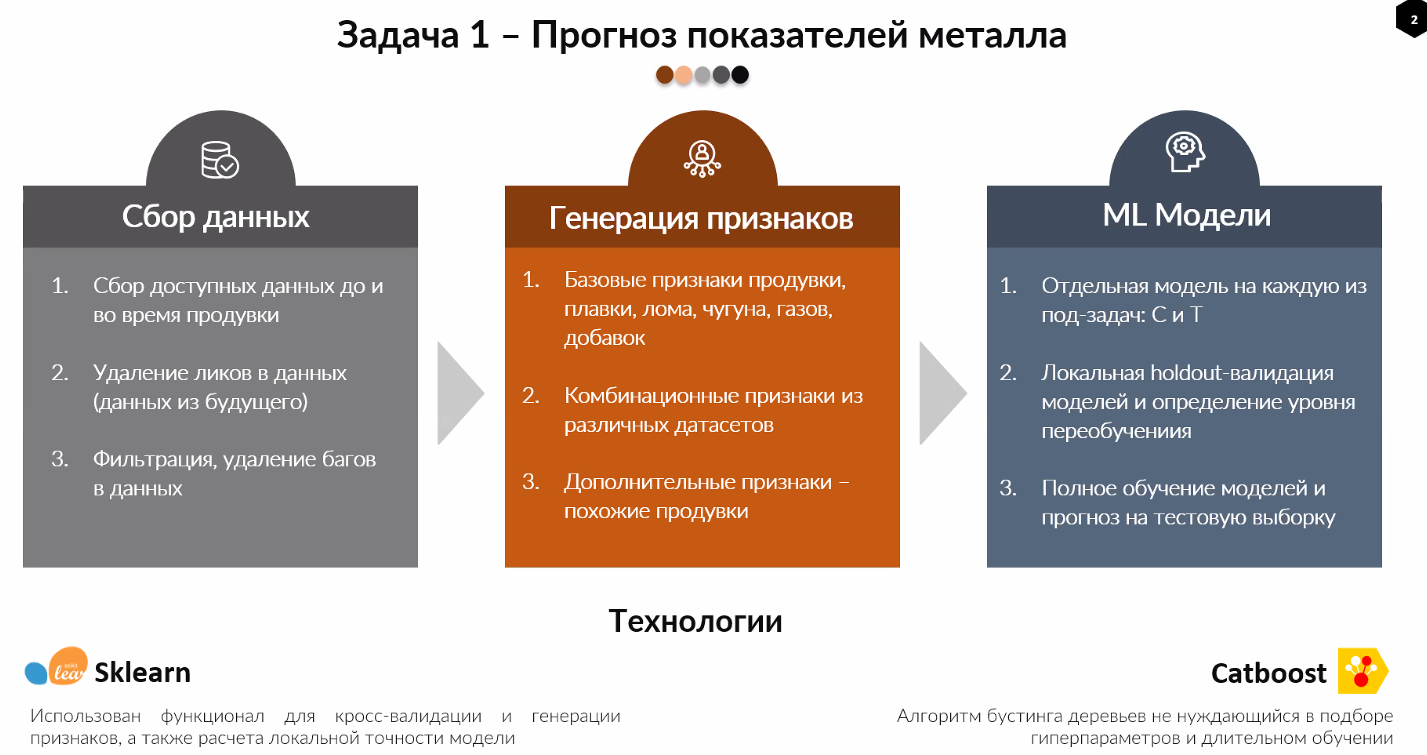 2
Задача 1 – Прогноз показателей металла
Сбор данных
1. Сбор доступных данных до и
во время продувки
2. Удаление ликов в данных
(данных из будущего)
3. Фильтрация, удаление багов
в данных
Генерация признаков
1. Базовые признаки продувки,
плавки, лома, чугуна, газов,
добавок
2. Комбинационные признаки из
различных датасетов
3. Дополнительные признаки –
похожие продувки
ML Модели
1. Отдельная модель на каждую из
под-задач: С и Т
2. Локальная holdout-валидация
моделей и определение уровня
переобучениия
3. Полное обучение моделей и
прогноз на тестовую выборку
Технологии
Sklearn
Использован функционал для кросс-валидации и генерации
признаков, а также расчета локальной точности модели
Catboost
Алгоритм бустинга деревьев не нуждающийся в подборе
гиперпараметров и длительном обучении